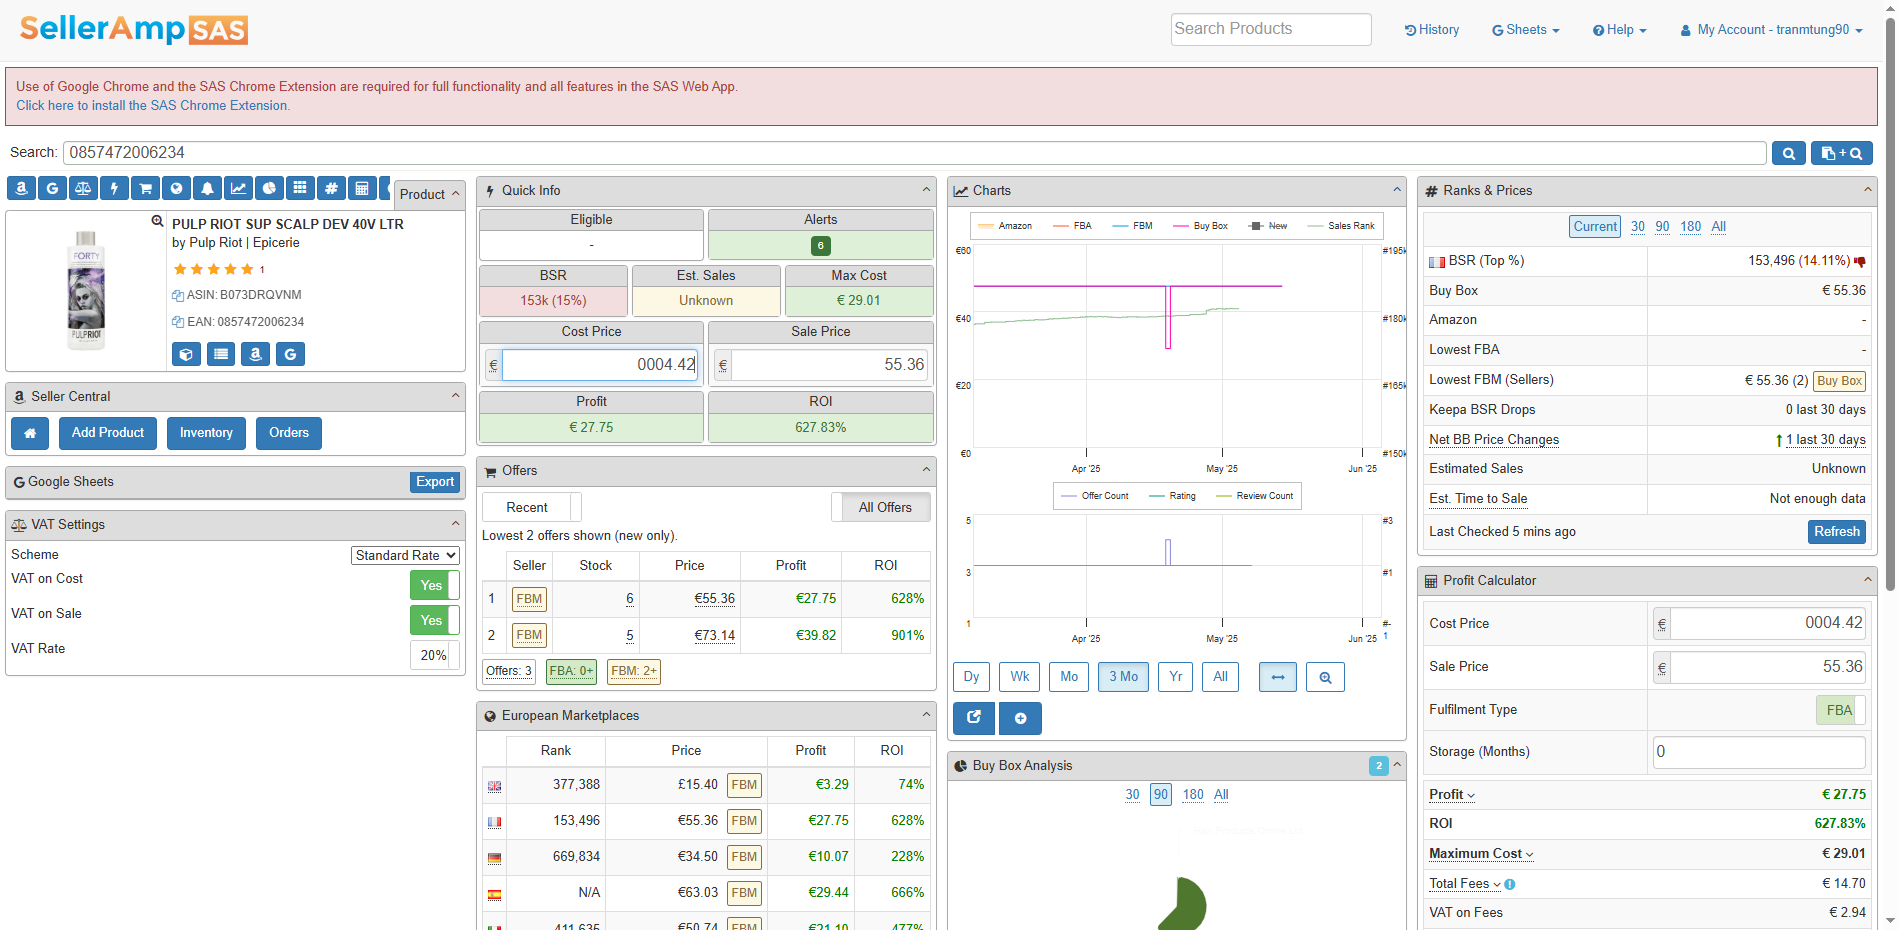 SellerAmp SAS
Search Products
History
Sheets
Help
My Account - tranmtung90
Use of Google Chrome and the SAS Chrome Extension are required for full functionality and all features in the SAS Web App.
Click here to install the SAS Chrome Extension.
Search: 0857472006234
+
Product
PULP RIOT SUP SCALP DEV 40V LTR
by Pulp Riot | Epicerie
1
ASIN: B073DRQVNM
EAN: 0857472006234
FORTY
PULPRIOT
Seller Central
Add Product
Inventory
Orders
Google Sheets
Export
VAT Settings
Scheme
Standard Rate
VAT on Cost
Yes
VAT on Sale
Yes
VAT Rate
20%
Quick Info
Eligible
Alerts
-
6
BSR
Est. Sales
Max Cost
153k (15%)
Unknown
€ 29.01
Cost Price
Sale Price
€ 0004.42
€ 55.36
Profit
ROI
€ 27.75
627.83%
Offers
Recent
All Offers
Lowest 2 offers shown (new only).
Seller Stock Price Profit ROI
1 FBM 6 €55.36 €27.75 628%
2 FBM 5 €73.14 €39.82 901%
Offers: 3
FBA: 0+
FBM: 2+
European Marketplaces
Rank Price Profit ROI
377,388 £15.40 FBM €3.29 74%
153,496 €55.36 FBM €27.75 628%
669,834 €34.50 FBM €10.07 228%
N/A €63.03 FBM €29.44 666%
411,635 €50.74 FBM €21.10 477%
Charts
Amazon FBA FBM Buy Box New Sales Rank
€60
€40
€20
€0
#195k
#180k
#165k
#150k
Apr '25 May '25 Jun '25
Offer Count Rating Review Count
5
3
1
#3
#1
#-1
Apr '25 May '25 Jun '25
Dy Wk Mo 3 Mo Yr All
Buy Box Analysis
2
30 90 180 All
Ranks & Prices
Current 30 90 180 All
BSR (Top %) 153,496 (14.11%)
Buy Box € 55.36
Amazon -
Lowest FBA -
Lowest FBM (Sellers) € 55.36 (2) Buy Box
Keepa BSR Drops 0 last 30 days
Net BB Price Changes 1 last 30 days
Estimated Sales Unknown
Est. Time to Sale Not enough data
Last Checked 5 mins ago
Refresh
Profit Calculator
Cost Price € 0004.42
Sale Price € 55.36
Fulfilment Type FBA
Storage (Months) 0
Profit € 27.75
ROI 627.83%
Maximum Cost € 29.01
Total Fees € 14.70
VAT on Fees € 2.94